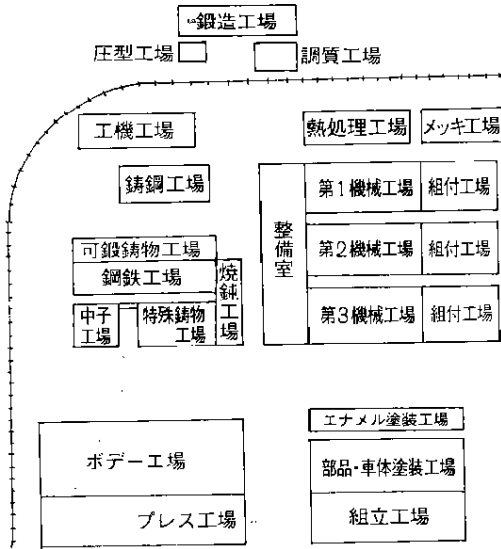 鍛造工場
圧型工場
調質工場
工機工場
熱処理工場
メッキ工場
鋳鋼工場
整備室
第1機械工場
組付工場
第2機械工場
組付工場
第3機械工場
組付工場
可鍛鋳物工場
鋼鉄工場
焼鈍工場
中子
工場
特殊鋳物
工場
エナメル塗装工場
ボデー工場
部品・車体塗装工場
プレス工場
組立工場